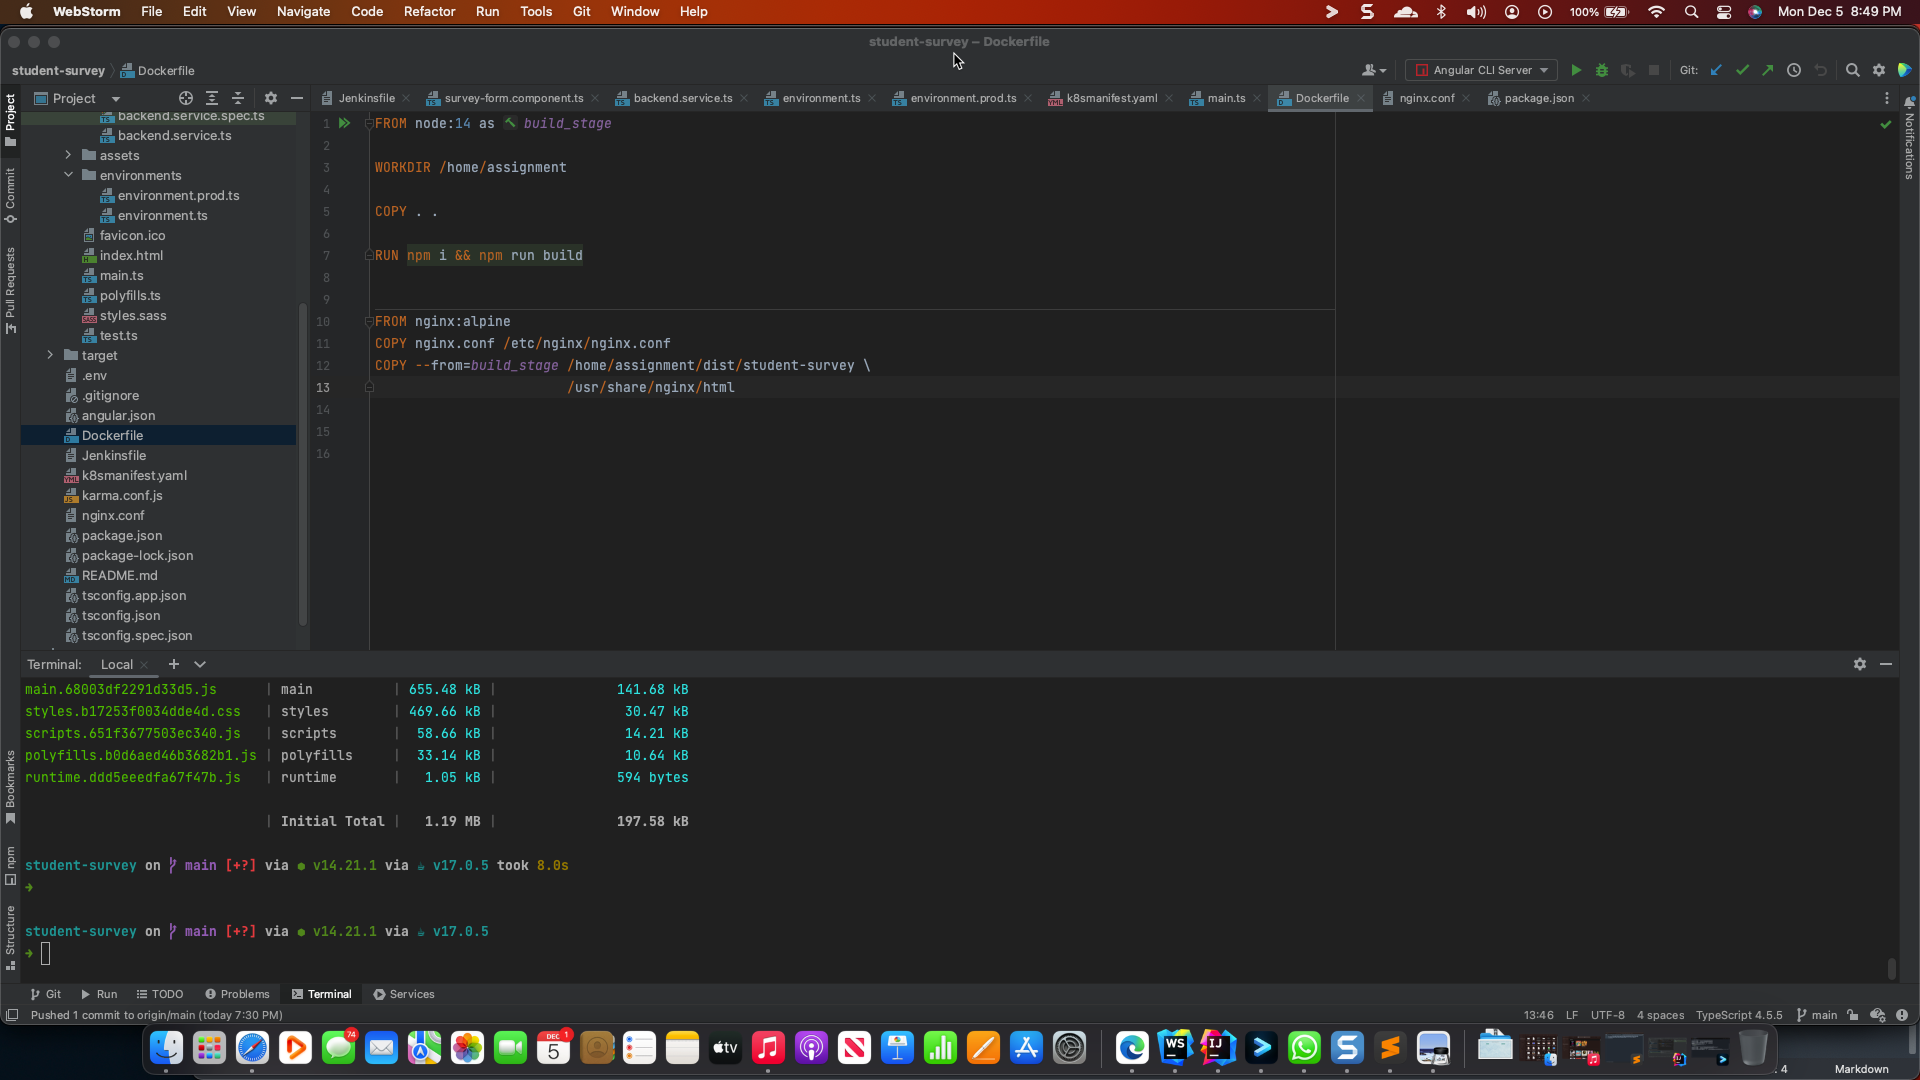 WebStorm File Edit View Navigate Code Refactor Run Tools Git Window Help 100% Mon Dec 5 8:49 PM
student-survey – Dockerfile
student-survey Dockerfile Angular CLI Server Git:
Project
Jenkinsfile survey-form.component.ts backend.service.ts environment.ts environment.prod.ts k8smanifest.yaml main.ts Dockerfile nginx.conf package.json
Project
Commit
Pull Requests
Bookmarks
npm
Structure
Notifications
backend.service.spec.ts
backend.service.ts
assets
environments
environment.prod.ts
environment.ts
favicon.ico
index.html
main.ts
polyfills.ts
styles.sass
test.ts
target
.env
.gitignore
angular.json
Dockerfile
Jenkinsfile
k8smanifest.yaml
karma.conf.js
nginx.conf
package.json
package-lock.json
README.md
tsconfig.app.json
tsconfig.json
tsconfig.spec.json
1 FROM node:14 as build_stage
2
3 WORKDIR /home/assignment
4
5 COPY . .
6
7 RUN npm i && npm run build
8
9
10 FROM nginx:alpine
11 COPY nginx.conf /etc/nginx/nginx.conf
12 COPY --from=build_stage /home/assignment/dist/student-survey \
13 /usr/share/nginx/html
14
15
16
Terminal: Local
main.68003df2291d33d5.js | main | 655.48 kB | 141.68 kB
styles.b17253f0034dde4d.css | styles | 469.66 kB | 30.47 kB
scripts.651f3677503ec340.js | scripts | 58.66 kB | 14.21 kB
polyfills.b0d6aed46b3682b1.js | polyfills | 33.14 kB | 10.64 kB
runtime.ddd5eeedfa67f47b.js | runtime | 1.05 kB | 594 bytes
| Initial Total | 1.19 MB | 197.58 kB
student-survey on main [+?] via v14.21.1 via v17.0.5 took 8.0s
student-survey on main [+?] via v14.21.1 via v17.0.5
Git Run TODO Problems Terminal Services
Pushed 1 commit to origin/main (today 7:30 PM) 13:46 LF UTF-8 4 spaces TypeScript 4.5.5 main
74
DEC 5
1
tv
WS
IJ
: 4 Markdown